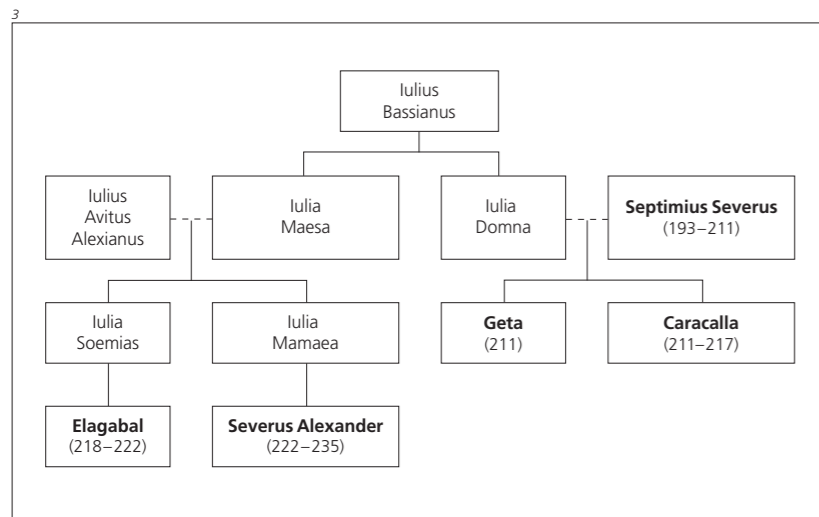 3
Iulius
Bassianus
Iulius
Avitus
Alexianus
Iulia
Maesa
Iulia
Domna
Septimius Severus
(193–211)
Iulia
Soemias
Iulia
Mamaea
Geta
(211)
Caracalla
(211–217)
Elagabal
(218–222)
Severus Alexander
(222–235)